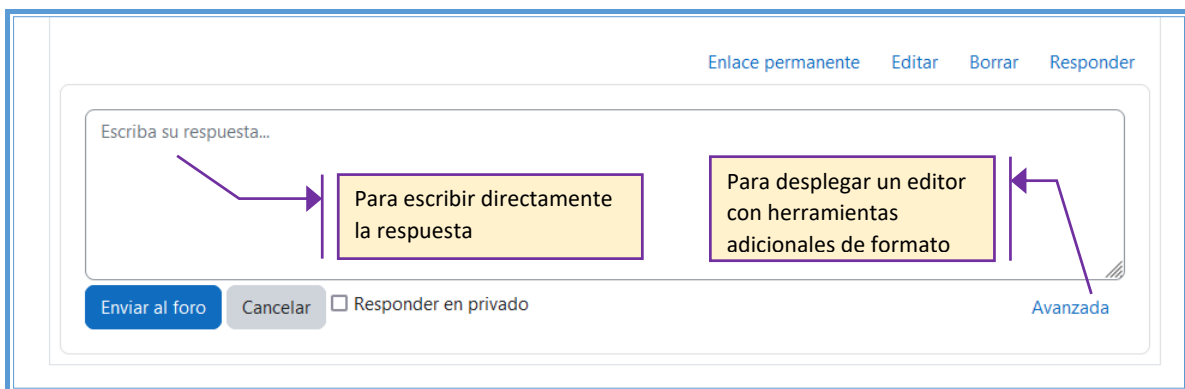 Enlace permanente Editar Borrar Responder
Escriba su respuesta...
Para escribir directamente
la respuesta
Para desplegar un editor
con herramientas
adicionales de formato
Enviar al foro Cancelar Responder en privado Avanzada